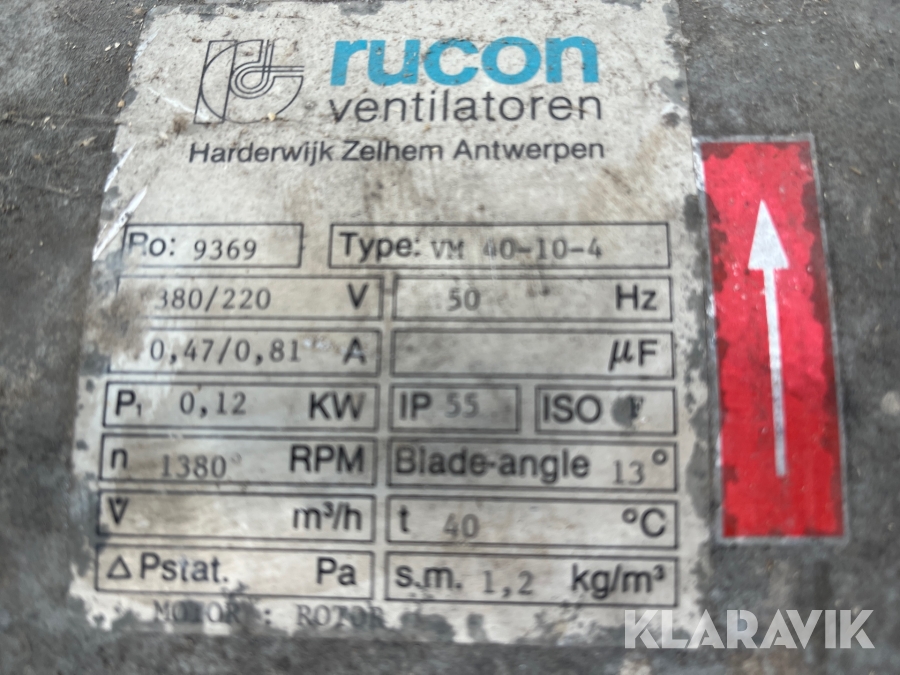 rucon
ventilatoren
Harderwijk Zelhem Antwerpen
Ro: 9369 Type: VM 40-10-4
380/220 V 50 Hz
0,47/0,81 A µF
P₁ 0,12 KW IP 55 ISO F
n 1380 RPM Blade-angle 13°
V m³/h t 40 °C
Δ Pstat. Pa s.m. 1,2 kg/m³
MOTOR : ROTOR
KLARAVIK